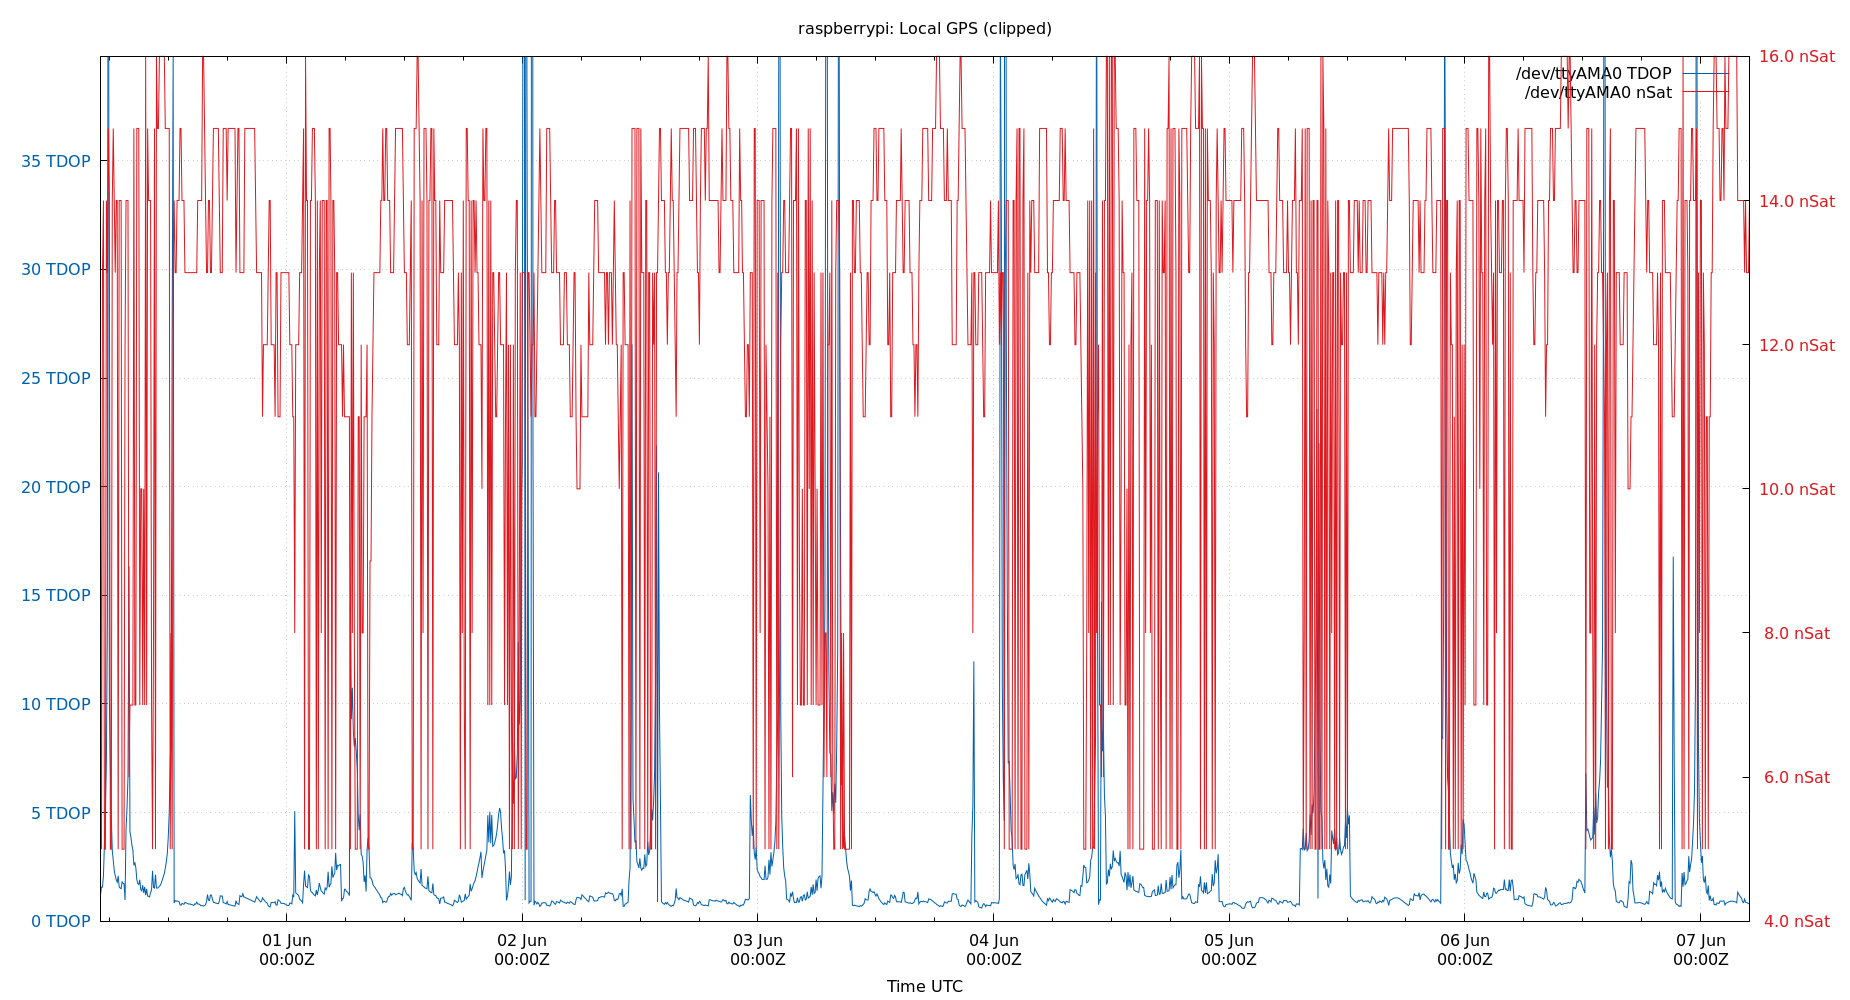 raspberrypi: Local GPS (clipped)
16.0 nSat
/dev/ttyAMA0 TDOP
/dev/ttyAMA0 nSat
35 TDOP
14.0 nSat
30 TDOP
25 TDOP
12.0 nSat
20 TDOP
10.0 nSat
15 TDOP
8.0 nSat
10 TDOP
6.0 nSat
5 TDOP
0 TDOP
4.0 nSat
01 Jun 02 Jun 03 Jun 04 Jun 05 Jun 06 Jun 07 Jun
00:00Z 00:00Z 00:00Z 00:00Z 00:00Z 00:00Z 00:00Z
Time UTC